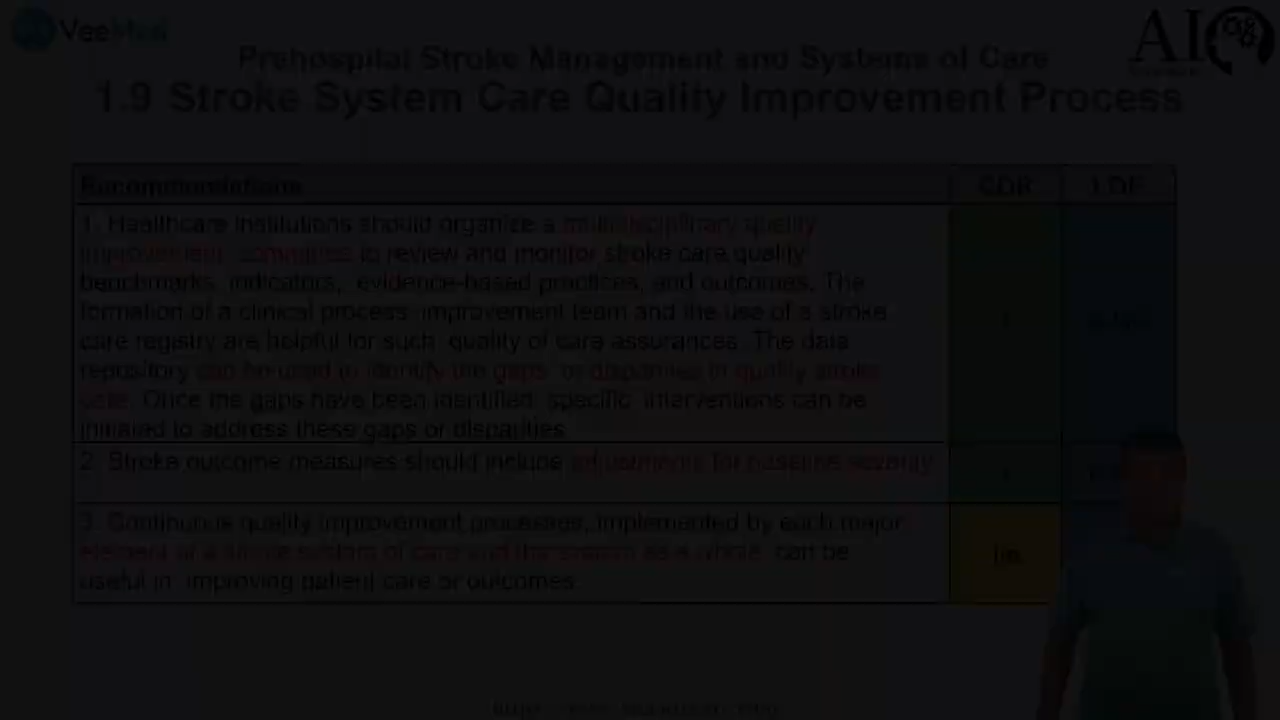 VeeMed
AI
Prehospital Stroke Management and Systems of Care
1.9 Stroke System Care Quality Improvement Process
Recommendations COR LOE
1. Healthcare institutions should organize a multidisciplinary quality
improvement committee to review and monitor stroke care quality
benchmarks, indicators, evidence-based practices, and outcomes. The
formation of a clinical process improvement team and the use of a stroke
care registry are helpful for such quality of care assurances. The data
repository can be used to identify the gaps or disparities in quality stroke
care. Once the gaps have been identified, specific interventions can be
initiated to address these gaps or disparities.
2. Stroke outcome measures should include adjustments for baseline severity.
3. Continuous quality improvement processes, implemented by each major
element of a stroke system of care and the system as a whole, can be
useful in improving patient care or outcomes.
IIa